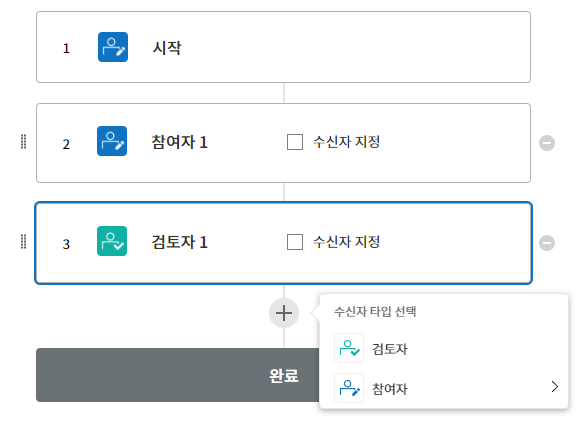 1 시작
2 참여자 1 수신자 지정
3 검토자 1 수신자 지정
수신자 타입 선택
검토자
참여자
완료